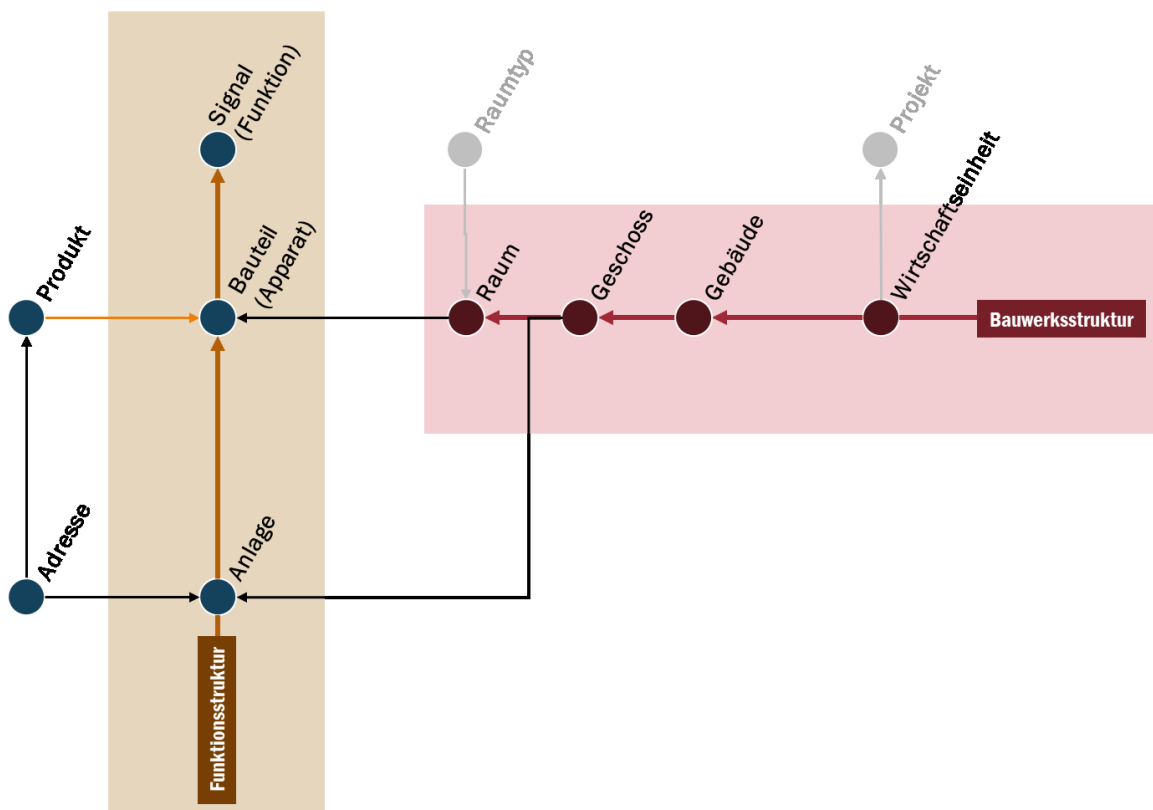 Signal
(Funktion)
Raumtyp
Projekt
Produkt
Bauteil
(Apparat)
Raum
Geschoss
Gebäude
Wirtschaftseinheit
Bauwerksstruktur
Adresse
Anlage
Funktionsstruktur